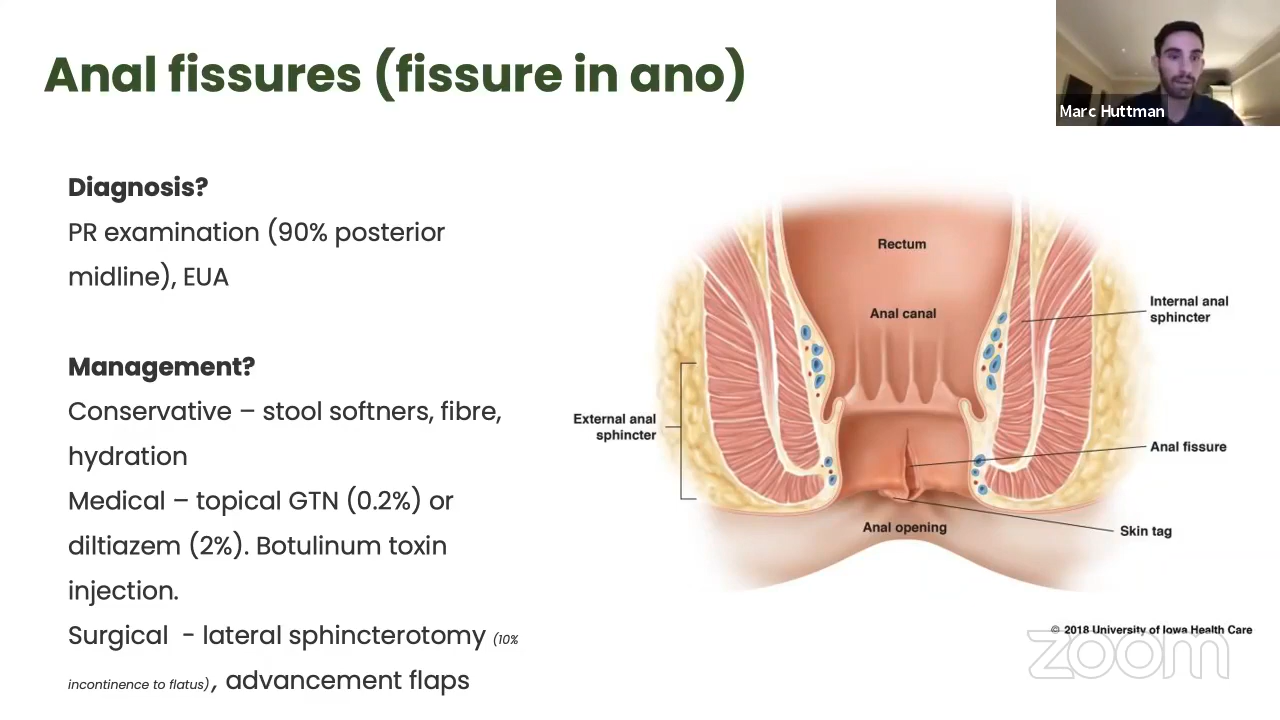 Anal fissures (fissure in ano)
Marc Huttman
Diagnosis?
PR examination (90% posterior
midline), EUA
Management?
Conservative – stool softners, fibre,
hydration
Medical – topical GTN (0.2%) or
diltiazem (2%). Botulinum toxin
injection.
Surgical - lateral sphincterotomy (10%
incontinence to flatus), advancement flaps
Rectum
Anal canal
Internal anal
sphincter
External anal
sphincter
Anal fissure
Anal opening
Skin tag
© 2018 University of Iowa Health Care
zoom